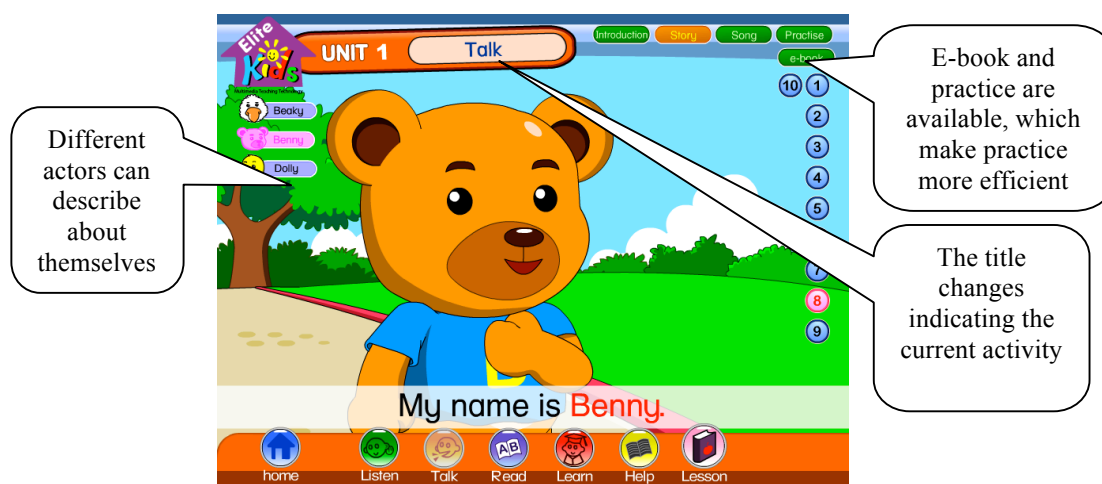 Elite
Kids
Multimedia Teaching Technology
UNIT 1
Talk
Introduction
Story
Song
Practise
e-book
10
1
2
3
4
5
7
8
9
Beaky
Benny
Dolly
Different
actors can
describe
about
themselves
E-book and
practice are
available, which
make practice
more efficient
The title
changes
indicating the
current activity
My name is Benny.
home
Listen
Talk
Read
Learn
Help
Lesson
AB